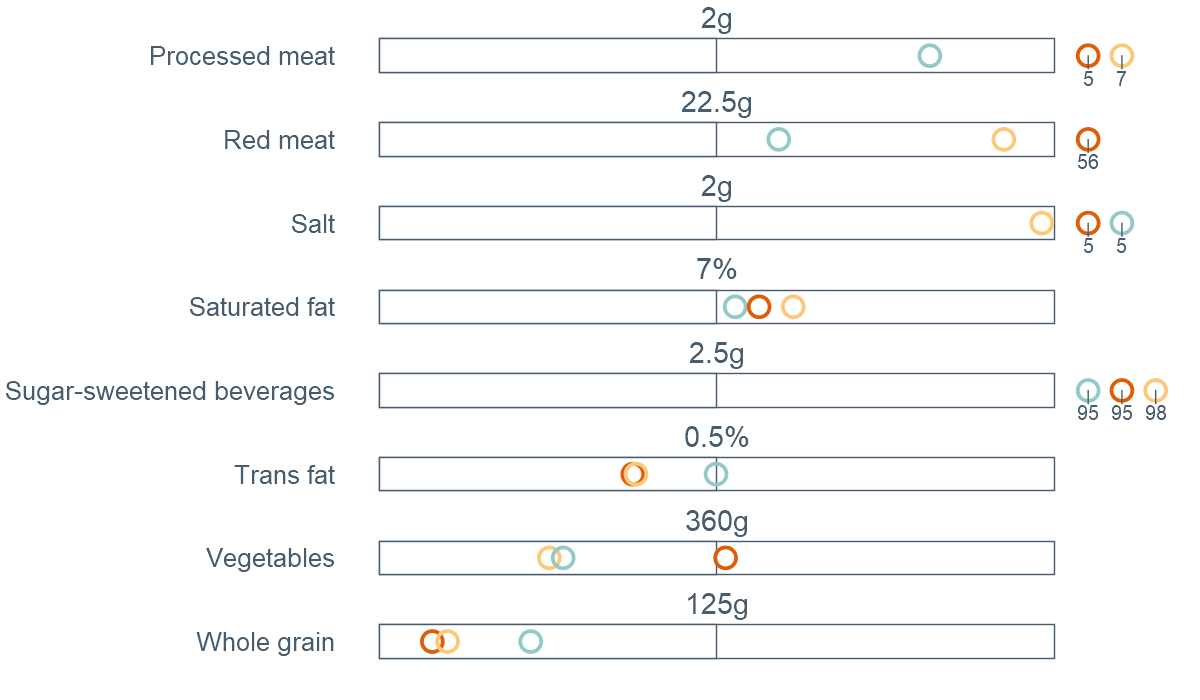 2g
Processed meat
5 7
22.5g
Red meat
56
2g
Salt
5 5
7%
Saturated fat
2.5g
Sugar-sweetened beverages
95 95 98
0.5%
Trans fat
360g
Vegetables
125g
Whole grain